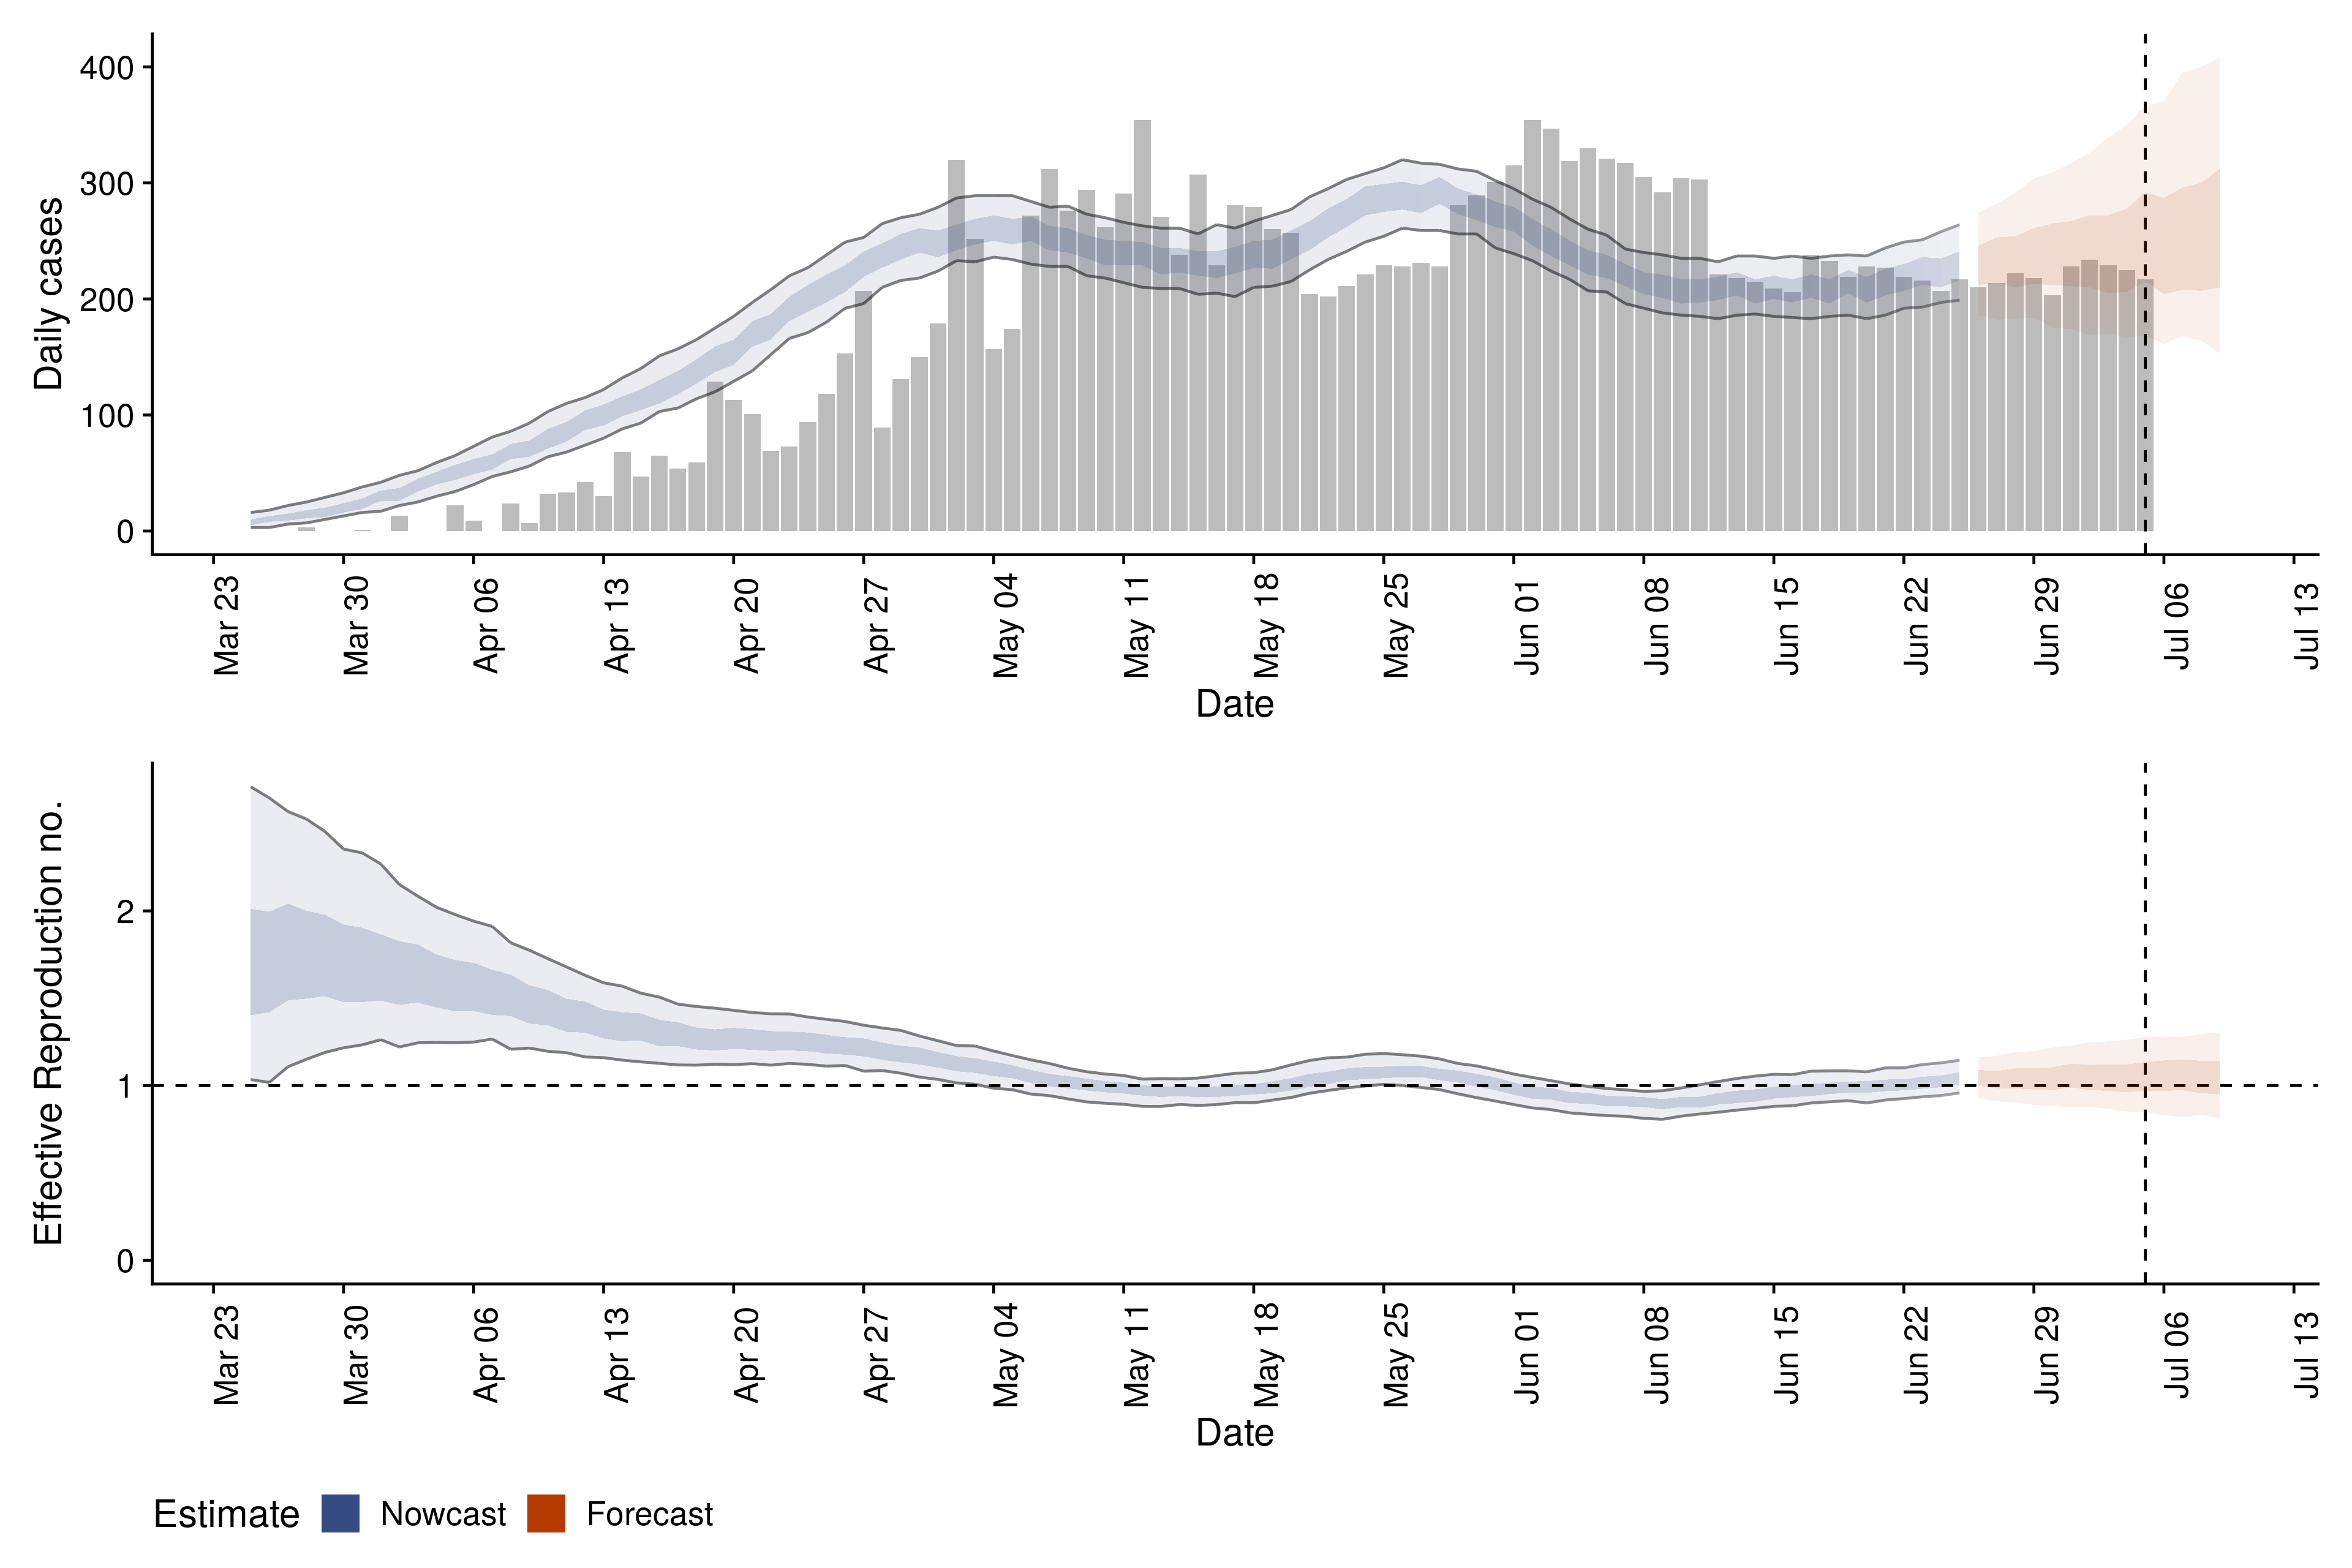 Daily cases
400
300
200
100
0
Mar 23
Mar 30
Apr 06
Apr 13
Apr 20
Apr 27
May 04
May 11
May 18
May 25
Jun 01
Jun 08
Jun 15
Jun 22
Jun 29
Jul 06
Jul 13
Date
Effective Reproduction no.
2
1
0
Mar 23
Mar 30
Apr 06
Apr 13
Apr 20
Apr 27
May 04
May 11
May 18
May 25
Jun 01
Jun 08
Jun 15
Jun 22
Jun 29
Jul 06
Jul 13
Date
Estimate Nowcast Forecast